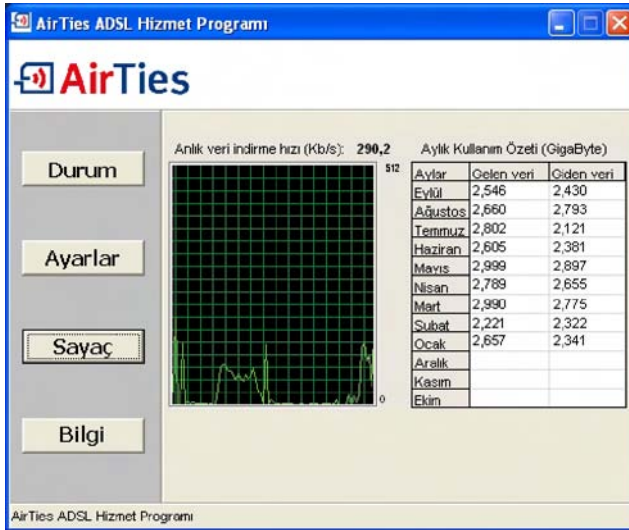 AirTies ADSL Hizmet Programı
AirTies
Durum
Ayarlar
Sayaç
Bilgi
Anlık veri indirme hızı (Kb/s): 290,2
512
0
Aylık Kullanım Özeti (GigaByte)
Aylar Gelen veri Giden veri
Eylül 2,546 2,430
Ağustos 2,660 2,793
Temmuz 2,802 2,121
Haziran 2,605 2,381
Mayıs 2,999 2,897
Nisan 2,789 2,655
Mart 2,990 2,775
Şubat 2,221 2,322
Ocak 2,657 2,341
Aralık
Kasım
Ekim
AirTies ADSL Hizmet Programı